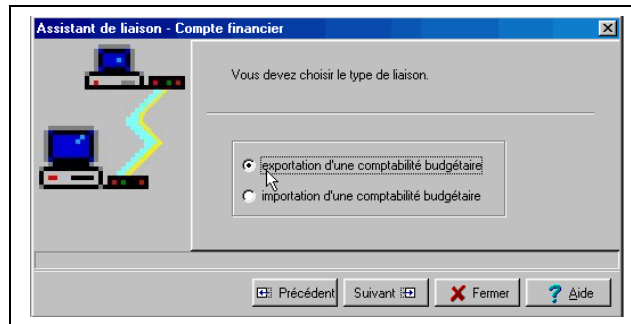 Assistant de liaison - Compte financier
Vous devez choisir le type de liaison.
exportation d'une comptabilité budgétaire
importation d'une comptabilité budgétaire
Précédent Suivant Fermer Aide